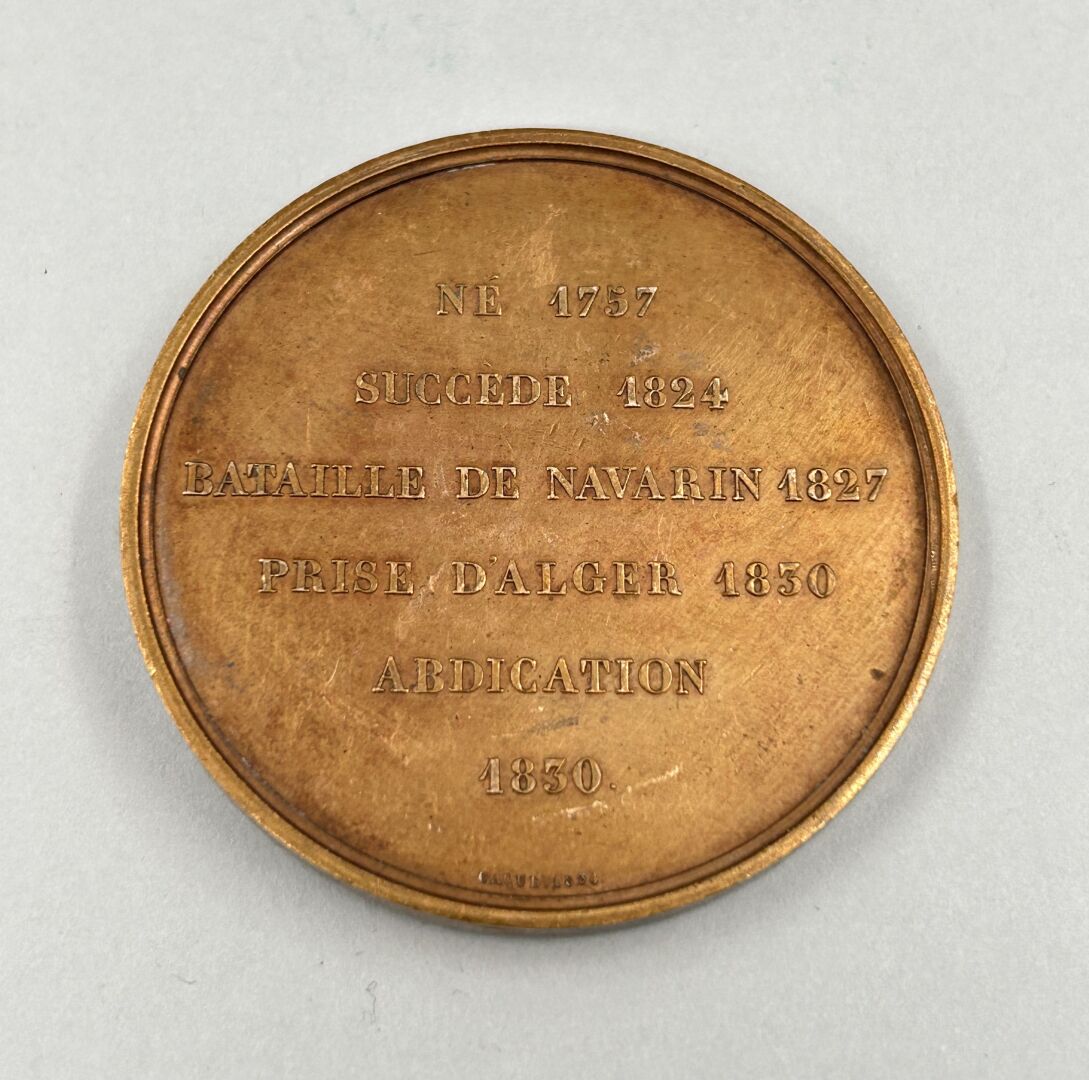 NÉ 1757
SUCCÈDE 1824
BATAILLE DE NAVARIN 1827
PRISE D'ALGER 1830
ABDICATION
1830.